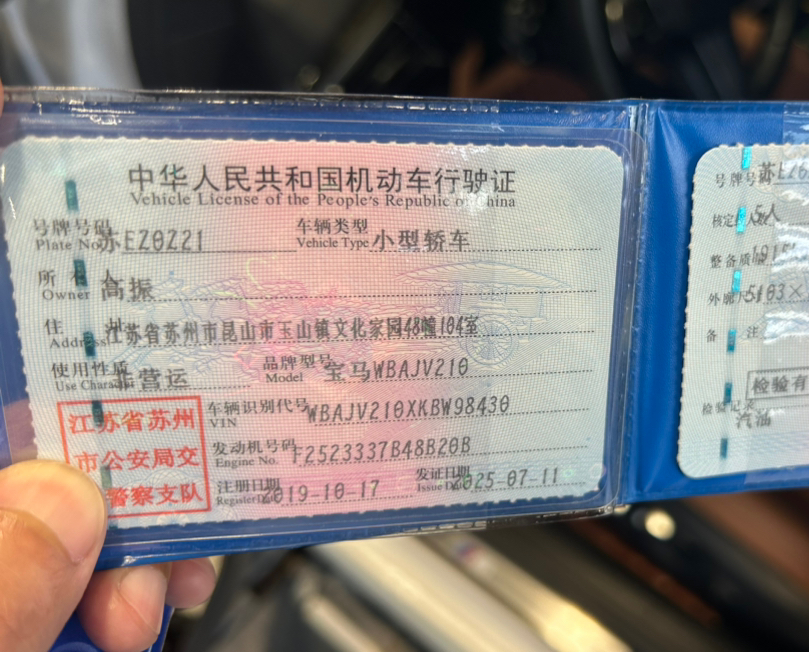 中华人民共和国机动车行驶证
Vehicle License of the People's Republic of China
号牌号码 苏EZ0Z21 车辆类型 小型轿车
Plate No. Vehicle Type
所有人 高振
Owner
住址 江苏省苏州市昆山市玉山镇文化家园48幢104室
Address
使用性质 非营运 品牌型号 宝马WBAJV210
Use Character Model
江苏省苏州
市公安局交
警察支队
车辆识别代号 WBAJV210XKBW98430
VIN
发动机号码 F2523337B48B20B
Engine No.
注册日期 2019-10-17 发证日期 2025-07-11
Register Date Issue Date
号牌号 苏EZ0
核定人数 5人
整备质
外廓 5103×
备注
检验有
检验记录
汽油